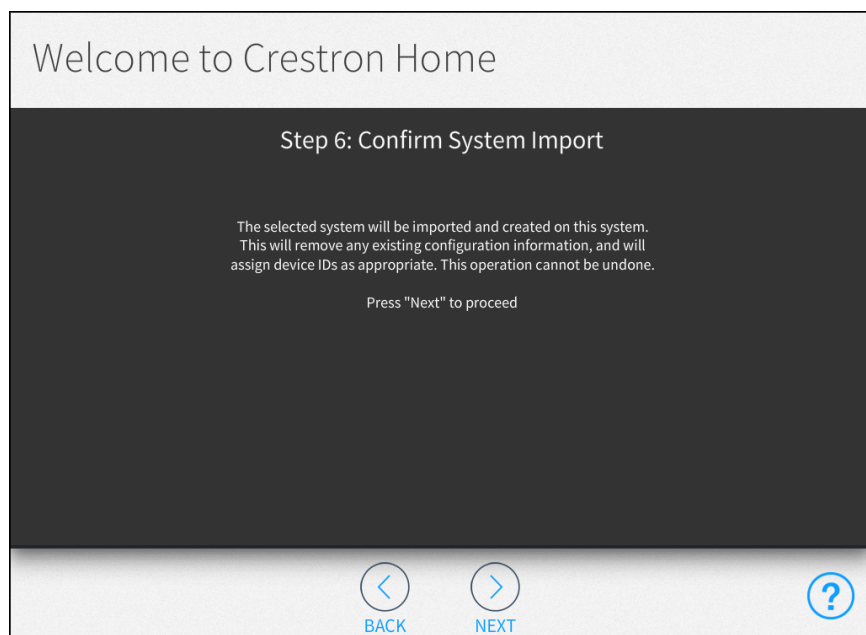 Welcome to Crestron Home
Step 6: Confirm System Import
The selected system will be imported and created on this system.
This will remove any existing configuration information, and will
assign device IDs as appropriate. This operation cannot be undone.
Press "Next" to proceed
BACK NEXT
?